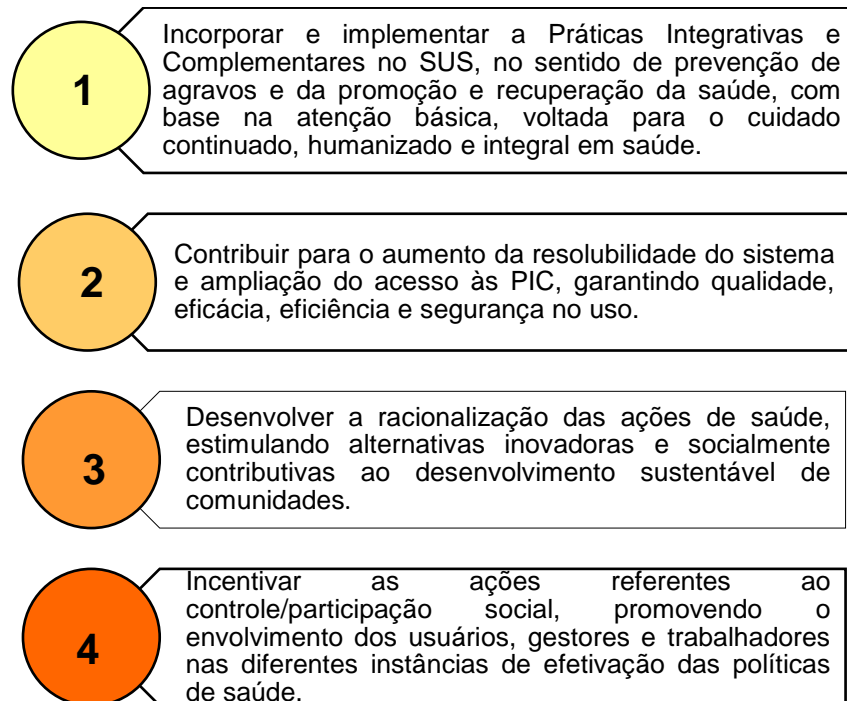 1
Incorporar e implementar a Práticas Integrativas e
Complementares no SUS, no sentido de prevenção de
agravos e da promoção e recuperação da saúde, com
base na atenção básica, voltada para o cuidado
continuado, humanizado e integral em saúde.
2
Contribuir para o aumento da resolubilidade do sistema
e ampliação do acesso às PIC, garantindo qualidade,
eficácia, eficiência e segurança no uso.
3
Desenvolver a racionalização das ações de saúde,
estimulando alternativas inovadoras e socialmente
contributivas ao desenvolvimento sustentável de
comunidades.
4
Incentivar as ações referentes ao
controle/participação social, promovendo o
envolvimento dos usuários, gestores e trabalhadores
nas diferentes instâncias de efetivação das políticas
de saúde.